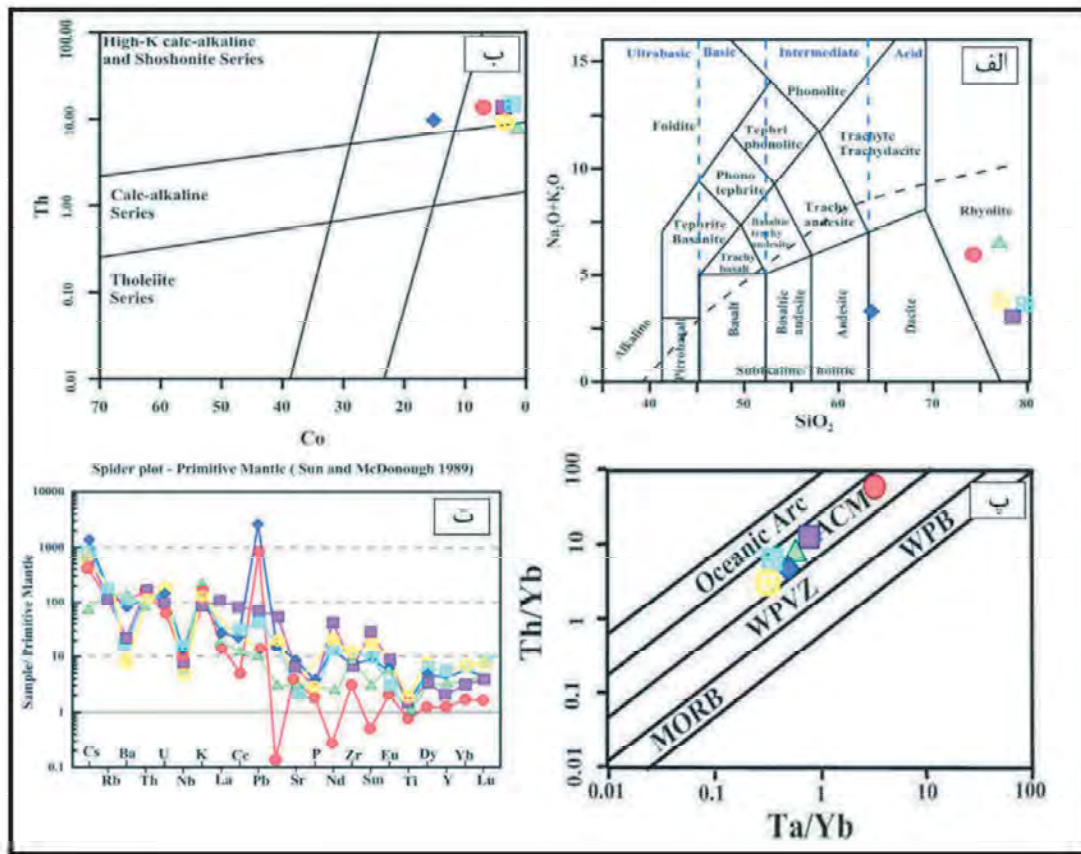 High-K calc-alkaline
and Shoshonite Series
ب
Calc-alkaline
Series
Tholeiite
Series
Th
100.00
10.00
1.00
0.10
0.01
70
60
50
40
30
20
10
0
Co
الف
Ultrabasic
Basic
Intermediate
Acid
Foidite
Phonolite
Tephri
phonolite
Trachyte
Trachydacite
Phono
tephrite
Tephrite
Basanite
Basaltic
trachy
andesite
Trachy
andesite
Trachy
basalt
Rhyolite
Alkaline
Basalt
Basaltic
andesite
Andesite
Dacite
Na₂O+K₂O
15
10
5
0
40
50
60
70
80
SiO₂
Spider plot - Primitive Mantle ( Sun and McDonough 1989)
ت
Sample/ Primitive Mantle
10000
1000
100
10
1
0.1
Cs
Ba
U
K
Ce
P
Zr
Eu
Dy
Yb
Rb
Th
Nb
La
Pb
Sr
Nd
Sm
Ti
Y
Lu
پ
Oceanic Arc
ACM
WPVZ
WPB
MORB
Th/Yb
100
10
1
0.1
0.01
0.01
0.1
1
10
100
Ta/Yb